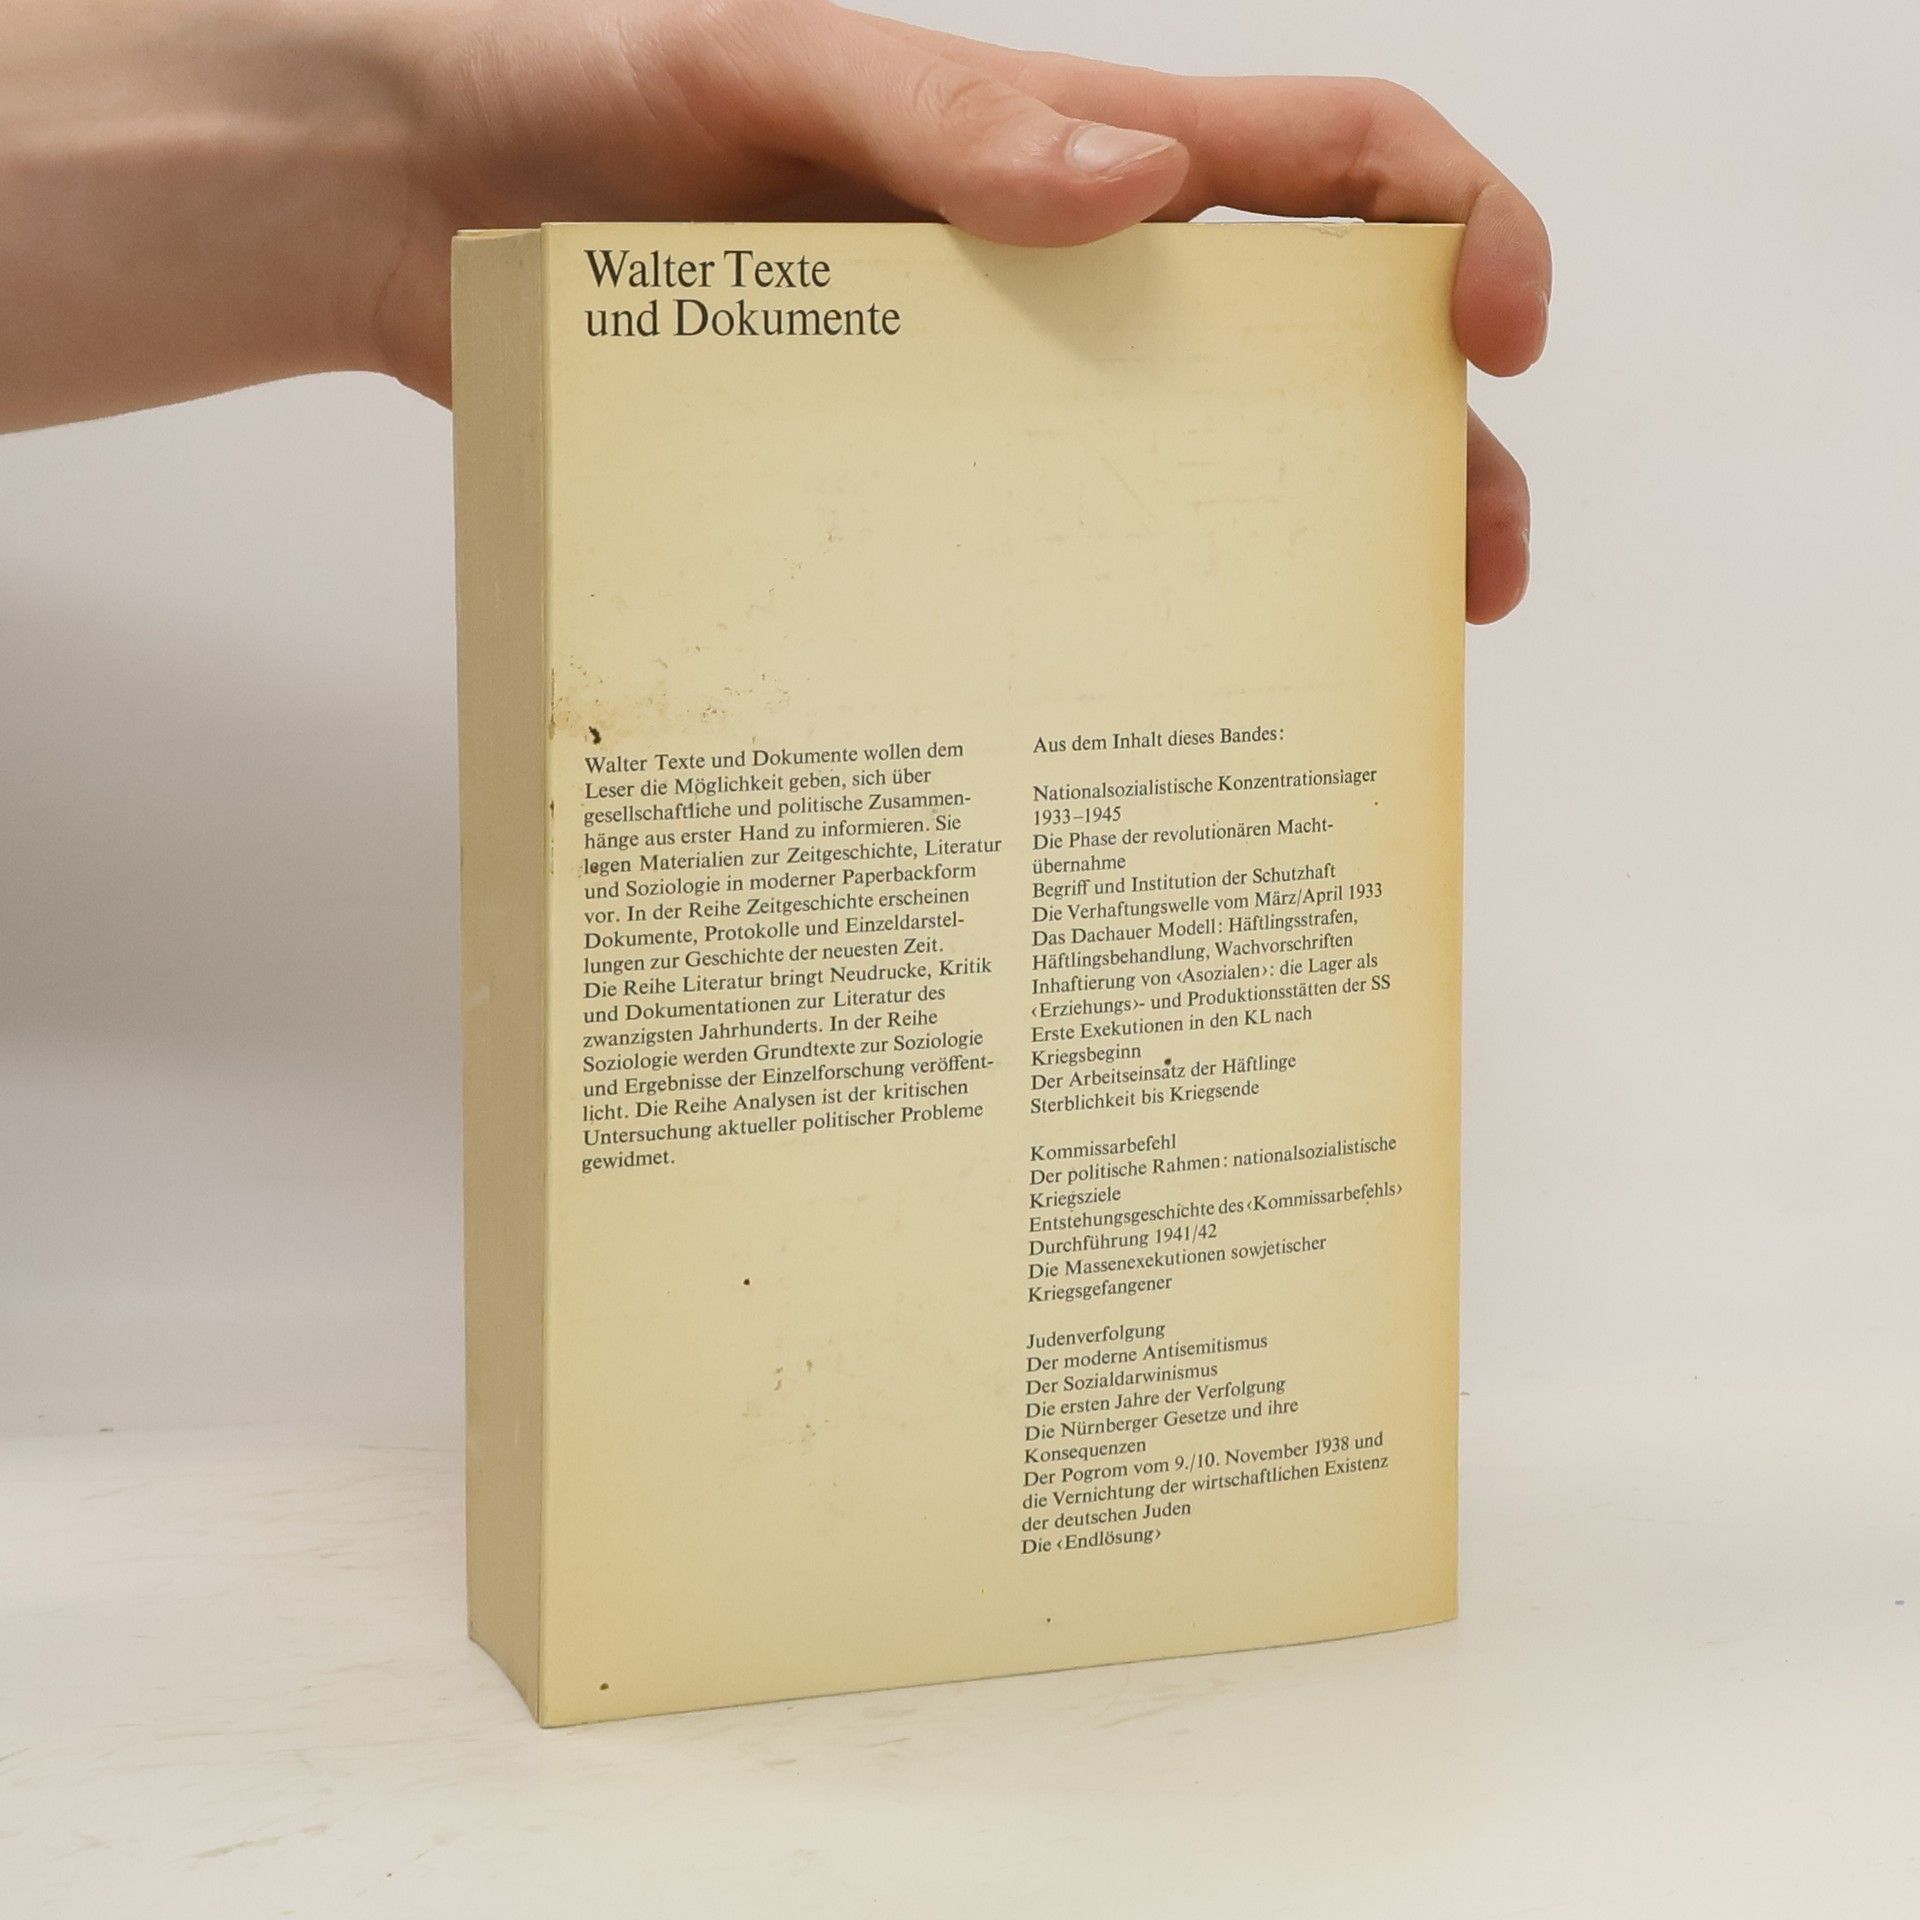 Walter Texte
und Dokumente
Walter Texte und Dokumente wollen dem
Leser die Möglichkeit geben, sich über
gesellschaftliche und politische Zusammen-
hänge aus erster Hand zu informieren. Sie
legen Materialien zur Zeitgeschichte, Literatur
und Soziologie in moderner Paperbackform
vor. In der Reihe Zeitgeschichte erscheinen
Dokumente, Protokolle und Einzeldarstel-
lungen zur Geschichte der neuesten Zeit.
Die Reihe Literatur bringt Neudrucke, Kritik
und Dokumentationen zur Literatur des
zwanzigsten Jahrhunderts. In der Reihe
Soziologie werden Grundtexte zur Soziologie
und Ergebnisse der Einzelforschung veröffent-
licht. Die Reihe Analysen ist der kritischen
Untersuchung aktueller politischer Probleme
gewidmet.
Aus dem Inhalt dieses Bandes:
Nationalsozialistische Konzentrationslager
1933–1945
Die Phase der revolutionären Macht-
übernahme
Begriff und Institution der Schutzhaft
Die Verhaftungswelle vom März/April 1933
Das Dachauer Modell: Häftlingsstrafen,
Häftlingsbehandlung, Wachvorschriften
Inhaftierung von ‹Asozialen›: die Lager als
‹Erziehungs›- und Produktionsstätten der SS
Erste Exekutionen in den KL nach
Kriegsbeginn
Der Arbeitseinsatz der Häftlinge
Sterblichkeit bis Kriegsende
Kommissarbefehl
Der politische Rahmen: nationalsozialistische
Kriegsziele
Entstehungsgeschichte des ‹Kommissarbefehls›
Durchführung 1941/42
Die Massenexekutionen sowjetischer
Kriegsgefangener
Judenverfolgung
Der moderne Antisemitismus
Der Sozialdarwinismus
Die ersten Jahre der Verfolgung
Die Nürnberger Gesetze und ihre
Konsequenzen
Der Pogrom vom 9./10. November 1938 und
die Vernichtung der wirtschaftlichen Existenz
der deutschen Juden
Die ‹Endlösung›